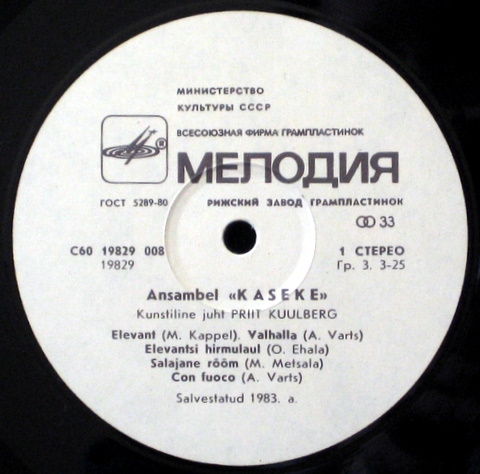 МИНИСТЕРСТВО
КУЛЬТУРЫ СССР
ВСЕСОЮЗНАЯ ФИРМА ГРАМПЛАСТИНОК
® МЕЛОДИЯ
ГОСТ 5289-80 РИЖСКИЙ ЗАВОД ГРАМПЛАСТИНОК
33
С60 19829 008 1 СТЕРЕО
19829 Гр. 3. 3-25
Ansambel «KASEKE»
Kunstiline juht PRIIT KUULBERG
Elevant (M. Kappel). Valhalla (A. Varts)
Elevantsi hirmulaul (O. Ehala)
Salajane rõõm (M. Metsala)
Con fuoco (A. Varts)
Salvestatud 1983. a.